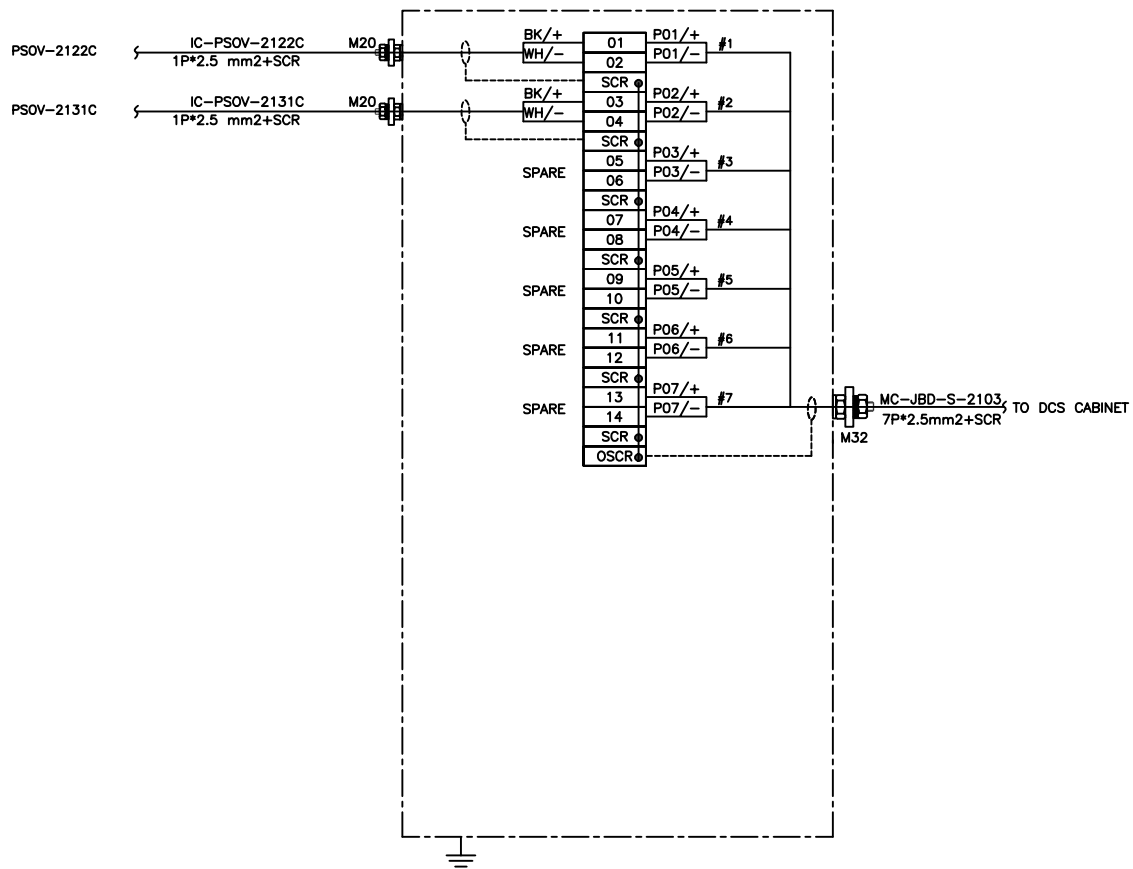 PSOV-2122C
IC-PSOV-2122C
1P*2.5 mm2+SCR
M20
BK/+
WH/-
01
02
SCR
P01/+
P01/-
#1
PSOV-2131C
IC-PSOV-2131C
1P*2.5 mm2+SCR
M20
BK/+
WH/-
03
04
SCR
P02/+
P02/-
#2
SPARE
05
06
SCR
P03/+
P03/-
#3
SPARE
07
08
SCR
P04/+
P04/-
#4
SPARE
09
10
SCR
P05/+
P05/-
#5
SPARE
11
12
SCR
P06/+
P06/-
#6
SPARE
13
14
SCR
OSCR
P07/+
P07/-
#7
M32
MC-JBD-S-2103
7P*2.5mm2+SCR
TO DCS CABINET